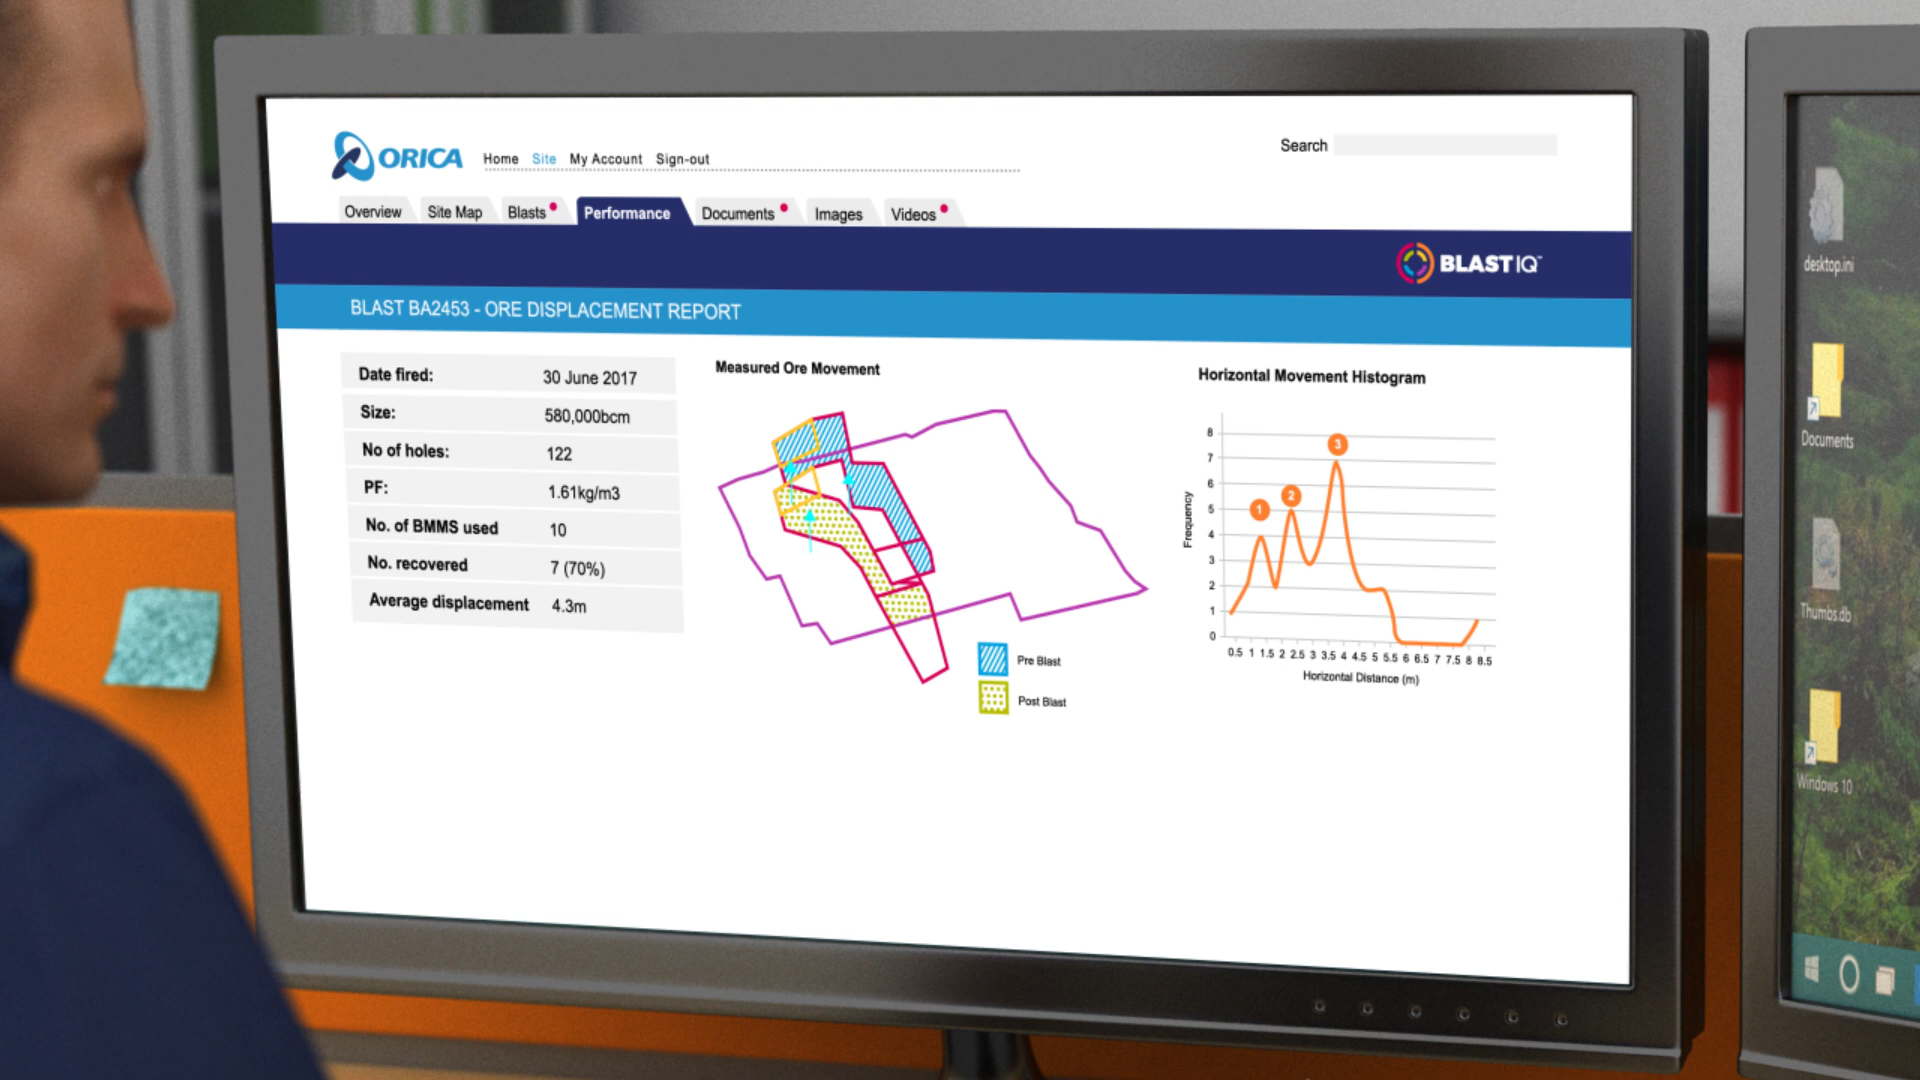 ORICA
Home Site My Account Sign-out
Search
Overview Site Map Blasts Performance Documents Images Videos
BLASTIQ™
BLAST BA2453 - ORE DISPLACEMENT REPORT
Date fired: 30 June 2017
Size: 580,000bcm
No of holes: 122
PF: 1.61kg/m3
No. of BMMS used 10
No. recovered 7 (70%)
Average displacement 4.3m
Measured Ore Movement
Pre Blast
Post Blast
Horizontal Movement Histogram
Frequency
8
7
6
5
4
3
2
1
0
1
2
3
0.5 1 1.5 2 2.5 3 3.5 4 4.5 5 5.5 6 6.5 7 7.5 8 8.5
Horizontal Distance (m)
desktop.ini
Documents
Thumbs.db
Windows 10